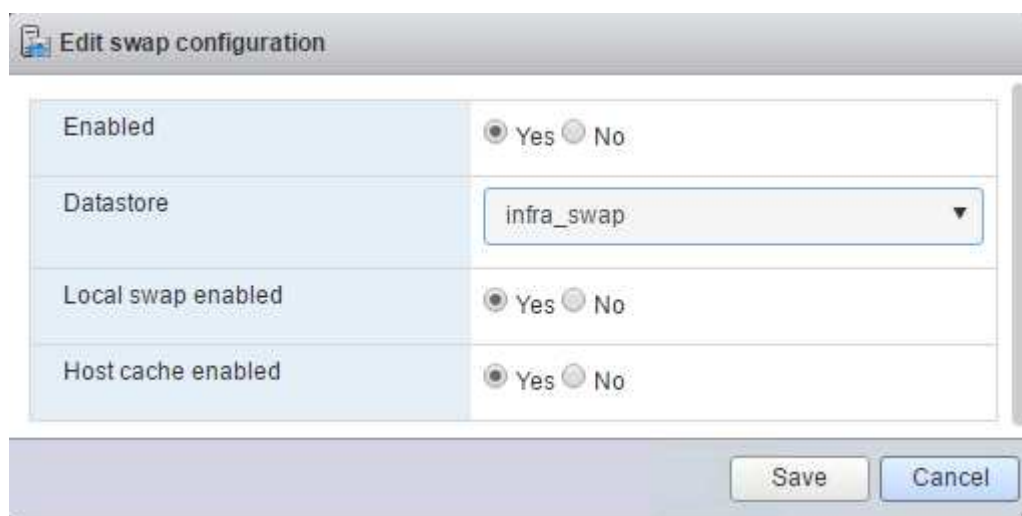 Edit swap configuration
Enabled
Yes No
Datastore
infra_swap
Local swap enabled
Yes No
Host cache enabled
Yes No
Save Cancel